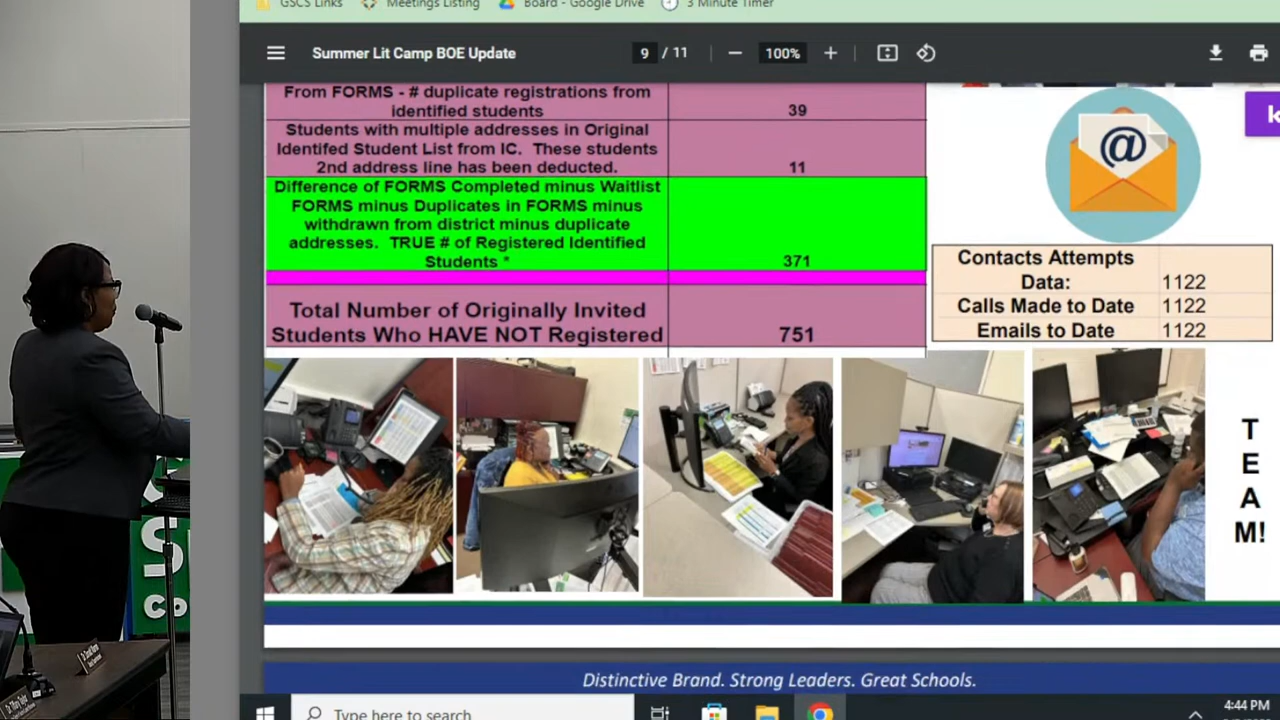 GSCS Links
Meetings Listing
Board - Google Drive
3 Minute Timer
Summer Lit Camp BOE Update
9 / 11
100%
From FORMS - # duplicate registrations from
identified students
39
Students with multiple addresses in Original
Identifed Student List from IC. These students
2nd address line has been deducted.
11
Difference of FORMS Completed minus Waitlist
FORMS minus Duplicates in FORMS minus
withdrawn from district minus duplicate
addresses. TRUE # of Registered Identified
Students *
371
Total Number of Originally Invited
Students Who HAVE NOT Registered
751
@
k
Contacts Attempts
Data:
1122
Calls Made to Date
1122
Emails to Date
1122
T
E
A
M!
Distinctive Brand. Strong Leaders. Great Schools.
Type here to search
4:44 PM